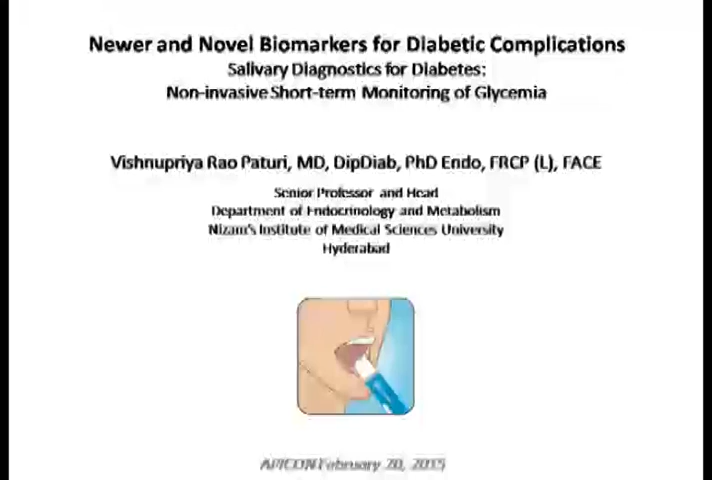 Newer and Novel Biomarkers for Diabetic Complications
Salivary Diagnostics for Diabetes:
Non-invasive Short-term Monitoring of Glycemia
Vishnupriya Rao Paturi, MD, DipDiab, PhD Endo, FRCP (L), FACE
Senior Professor and Head
Department of Endocrinology and Metabolism
Nizam's Institute of Medical Sciences University
Hyderabad
APICON February 20, 2015